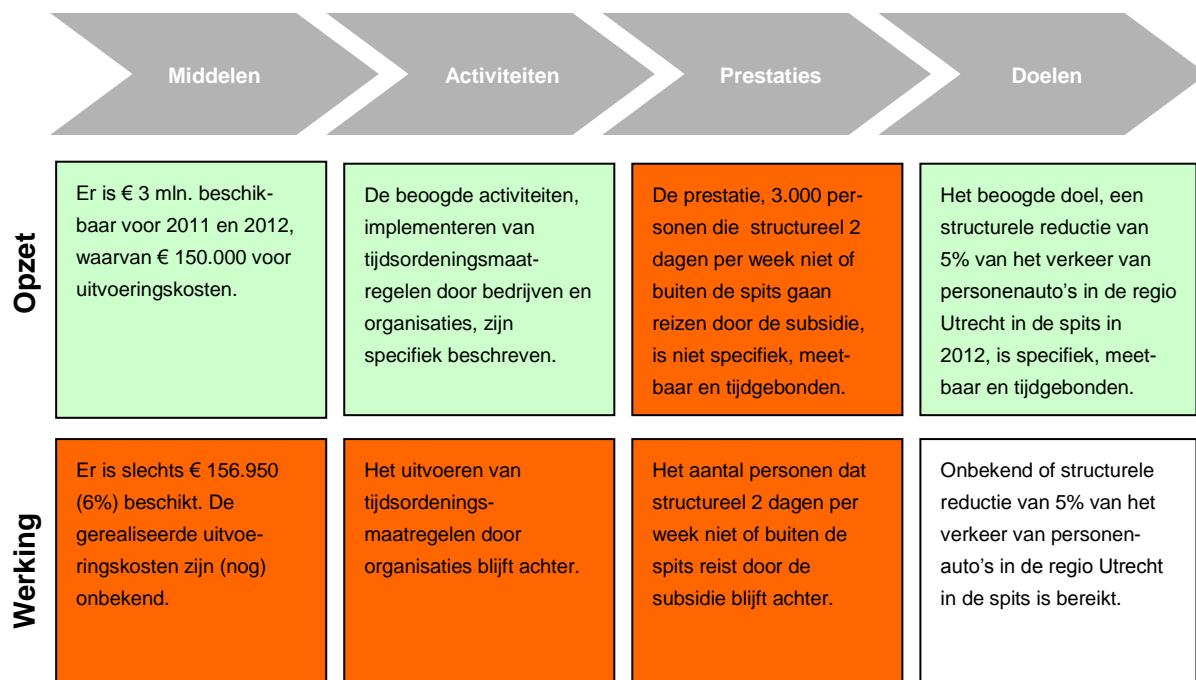 Middelen
Activiteiten
Prestaties
Doelen
Opzet
Er is € 3 mln. beschik-
baar voor 2011 en 2012,
waarvan € 150.000 voor
uitvoeringskosten.
De beoogde activiteiten,
implementeren van
tijdsordeningsmaat-
regelen door bedrijven en
organisaties, zijn
specifiek beschreven.
De prestatie, 3.000 per-
sonen die structureel 2
dagen per week niet of
buiten de spits gaan
reizen door de subsidie,
is niet specifiek, meet-
baar en tijdgebonden.
Het beoogde doel, een
structurele reductie van
5% van het verkeer van
personenauto’s in de regio
Utrecht in de spits in
2012, is specifiek, meet-
baar en tijdgebonden.
Werking
Er is slechts € 156.950
(6%) beschikt. De
gerealiseerde uitvoe-
ringskosten zijn (nog)
onbekend.
Het uitvoeren van
tijdsordenings-
maatregelen door
organisaties blijft achter.
Het aantal personen dat
structureel 2 dagen per
week niet of buiten de
spits reist door de
subsidie blijft achter.
Onbekend of structurele
reductie van 5% van het
verkeer van personen-
auto’s in de regio Utrecht
in de spits is bereikt.